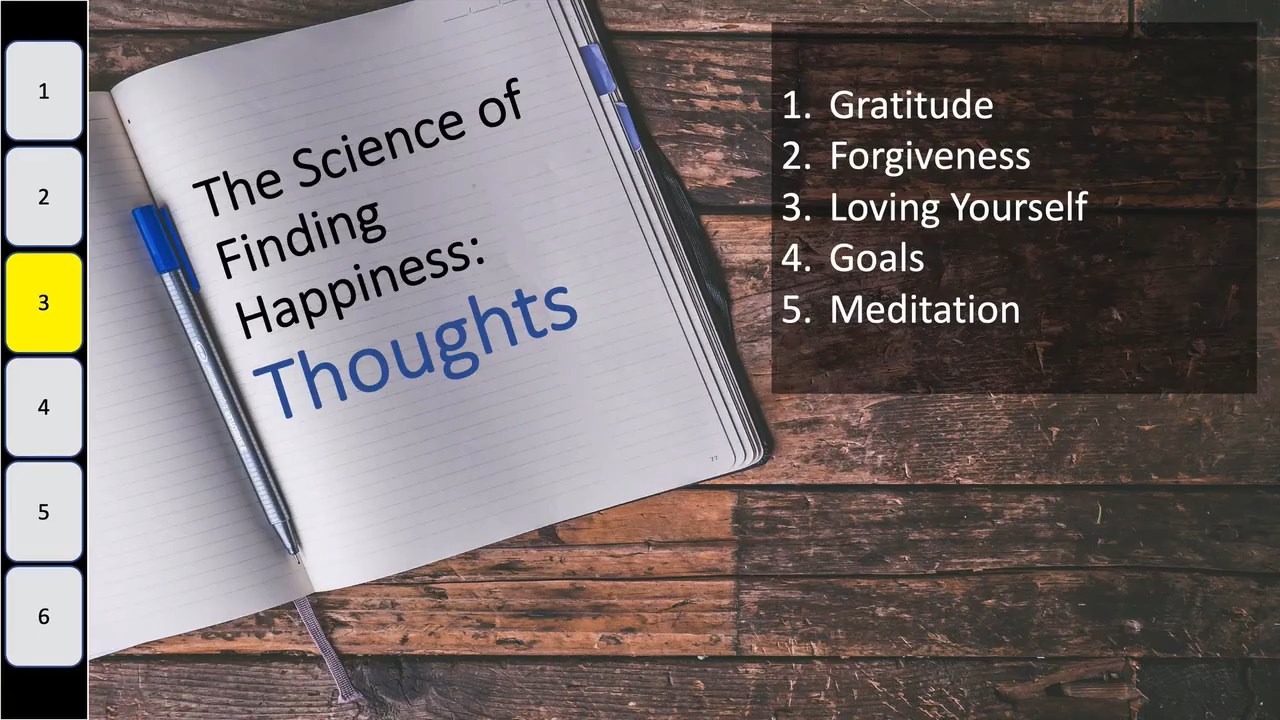 1
2
3
4
5
6
The Science of
Finding
Happiness:
Thoughts
77
1. Gratitude
2. Forgiveness
3. Loving Yourself
4. Goals
5. Meditation